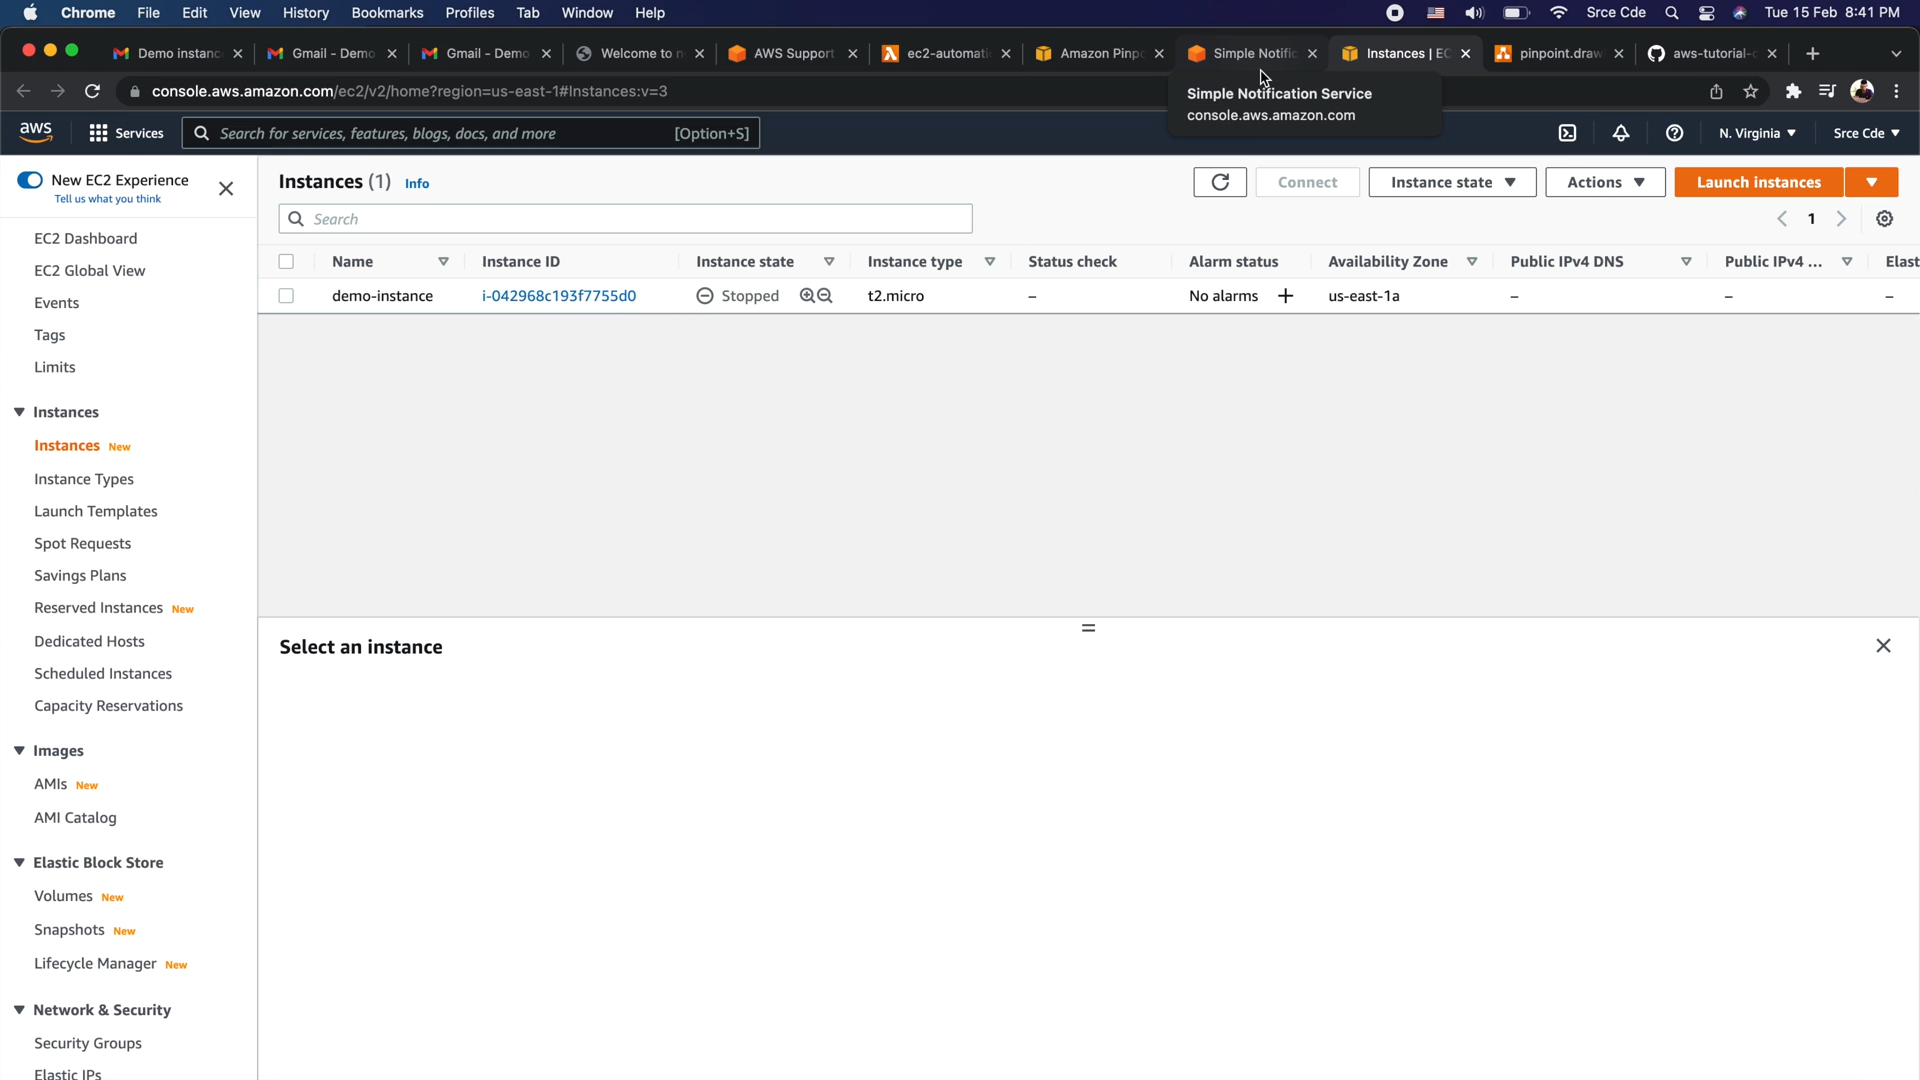 Chrome File Edit View History Bookmarks Profiles Tab Window Help Srce Cde Tue 15 Feb 8:41 PM
Demo instanc Gmail - Demo Gmail - Demo Welcome to n AWS Support ec2-automati Amazon Pinpo Simple Notific Instances | EC pinpoint.draw aws-tutorial-c
console.aws.amazon.com/ec2/v2/home?region=us-east-1#Instances:v=3
Simple Notification Service
console.aws.amazon.com
aws Services Search for services, features, blogs, docs, and more [Option+S] N. Virginia Srce Cde
New EC2 Experience
Tell us what you think
EC2 Dashboard
EC2 Global View
Events
Tags
Limits
Instances
Instances New
Instance Types
Launch Templates
Spot Requests
Savings Plans
Reserved Instances New
Dedicated Hosts
Scheduled Instances
Capacity Reservations
Images
AMIs New
AMI Catalog
Elastic Block Store
Volumes New
Snapshots New
Lifecycle Manager New
Network & Security
Security Groups
Elastic IPs
Instances (1) Info
Connect Instance state Actions Launch instances
Search
1
Name Instance ID Instance state Instance type Status check Alarm status Availability Zone Public IPv4 DNS Public IPv4 ... Elast
demo-instance i-042968c193f7755d0 Stopped t2.micro – No alarms + us-east-1a – – –
Select an instance